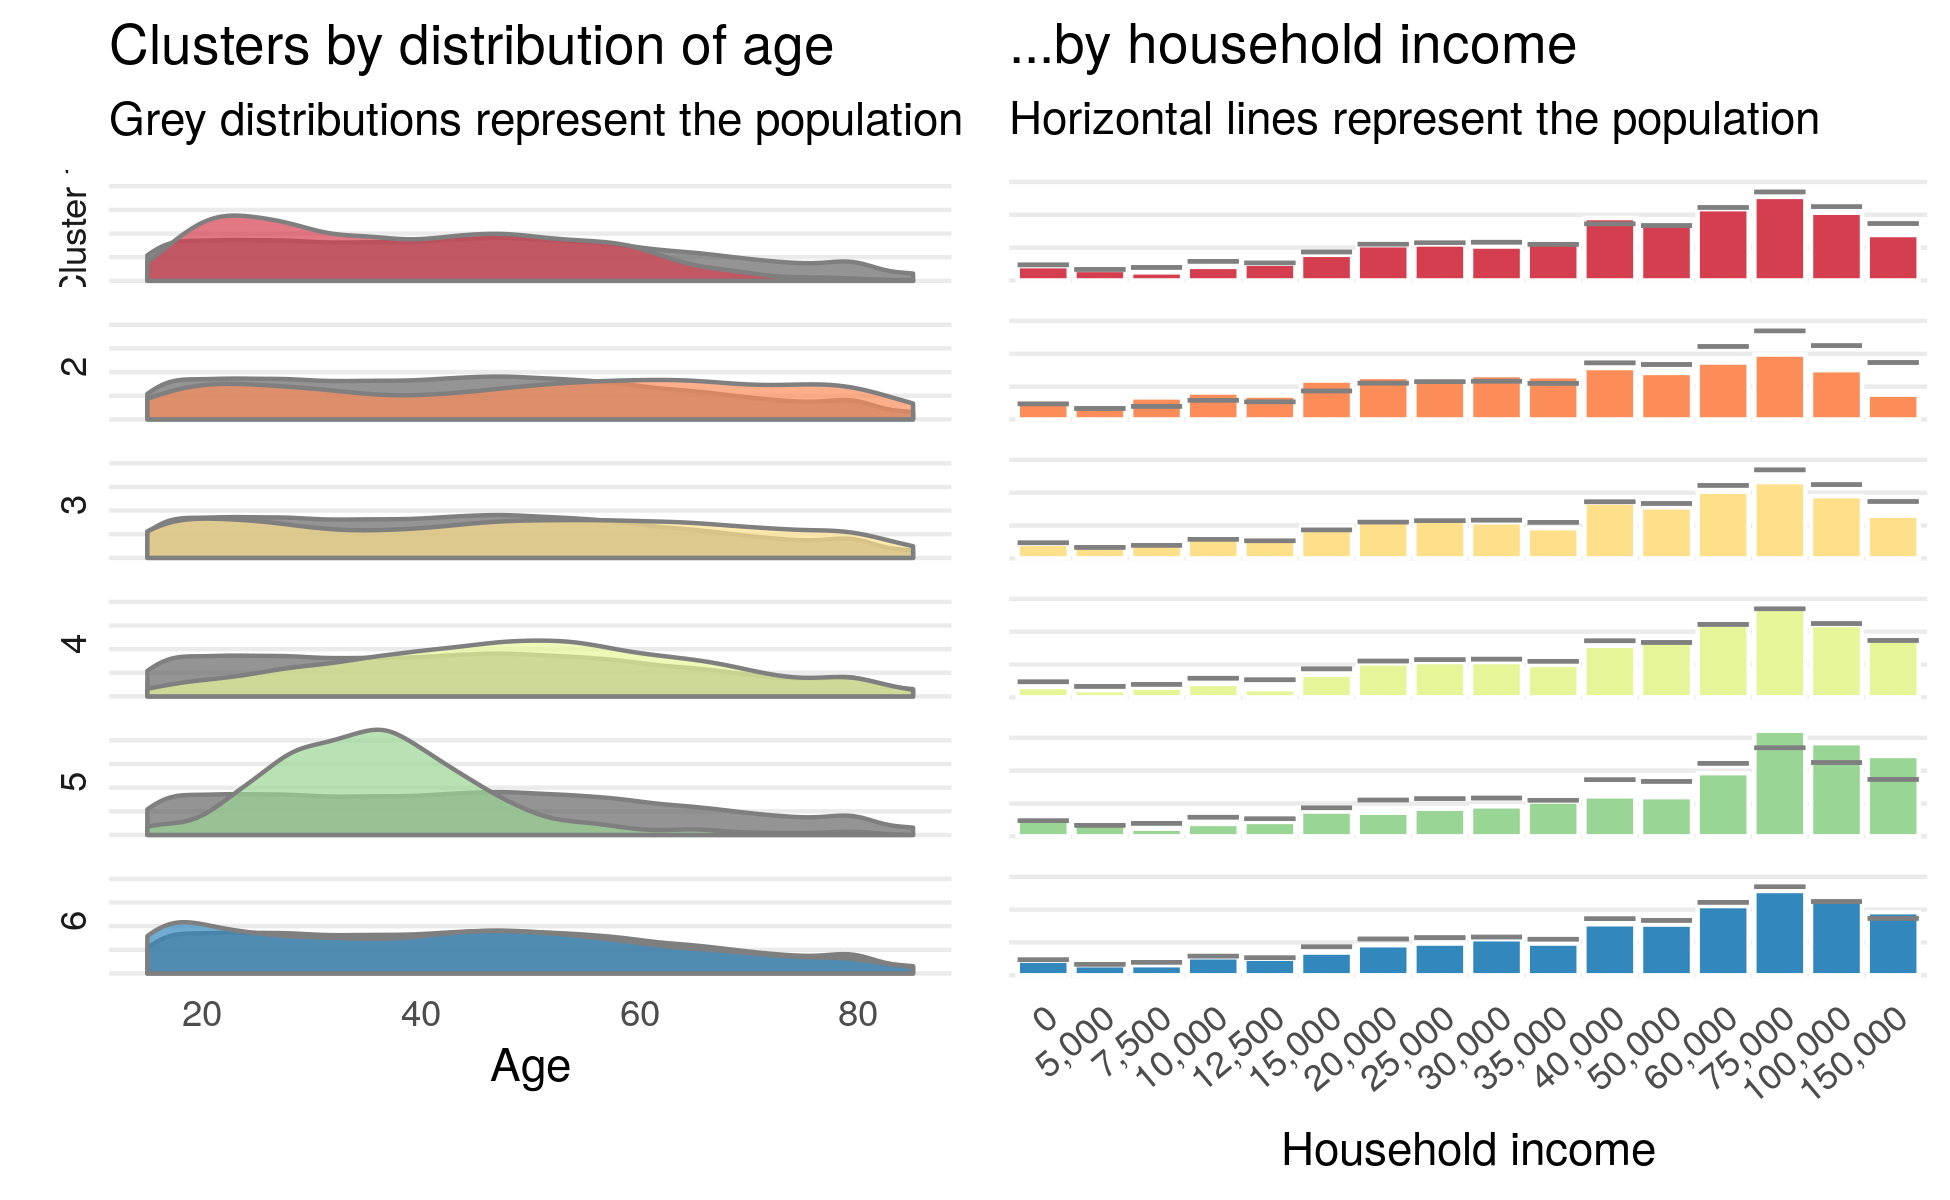 Clusters by distribution of age
Grey distributions represent the population
2
3
4
5
6
20 40 60 80
Age
...by household income
Horizontal lines represent the population
0 5,000 7,500 10,000 12,500 15,000 20,000 25,000 30,000 35,000 40,000 50,000 60,000 75,000 100,000 150,000
Household income